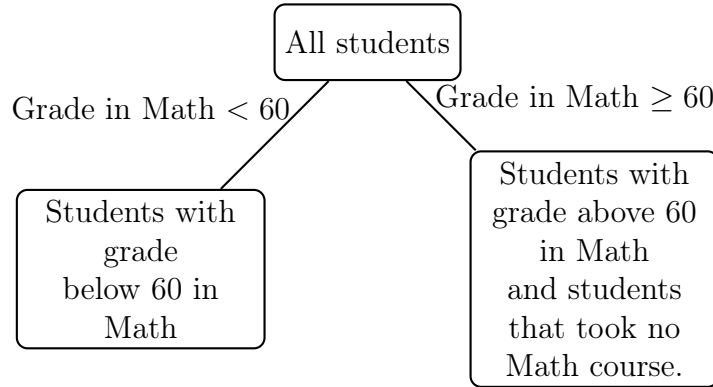 All students
Grade in Math < 60
Grade in Math ≥ 60
Students with
grade
below 60 in
Math
Students with
grade above 60
in Math
and students
that took no
Math course.